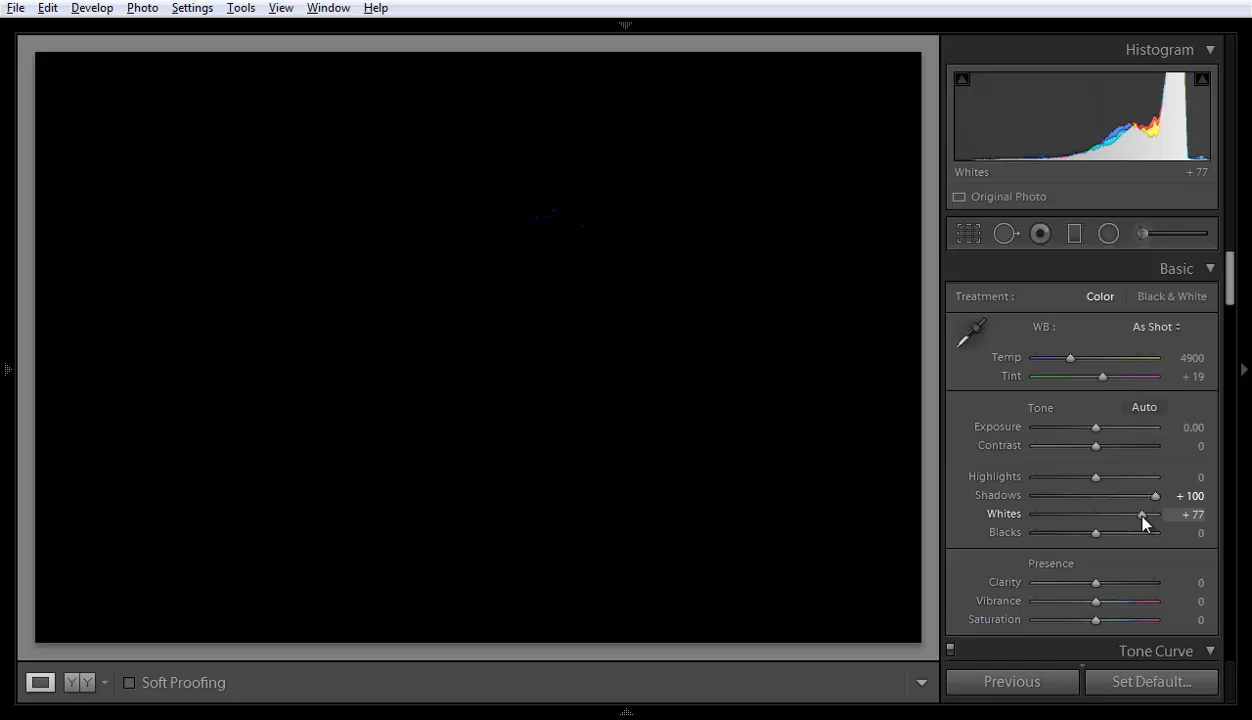 File Edit Develop Photo Settings Tools View Window Help
Histogram
Whites + 77
Original Photo
Basic
Treatment : Color Black & White
WB : As Shot
Temp 4900
Tint + 19
Tone Auto
Exposure 0.00
Contrast 0
Highlights 0
Shadows + 100
Whites + 77
Blacks 0
Presence
Clarity 0
Vibrance 0
Saturation 0
Tone Curve
YY Soft Proofing Previous Set Default...